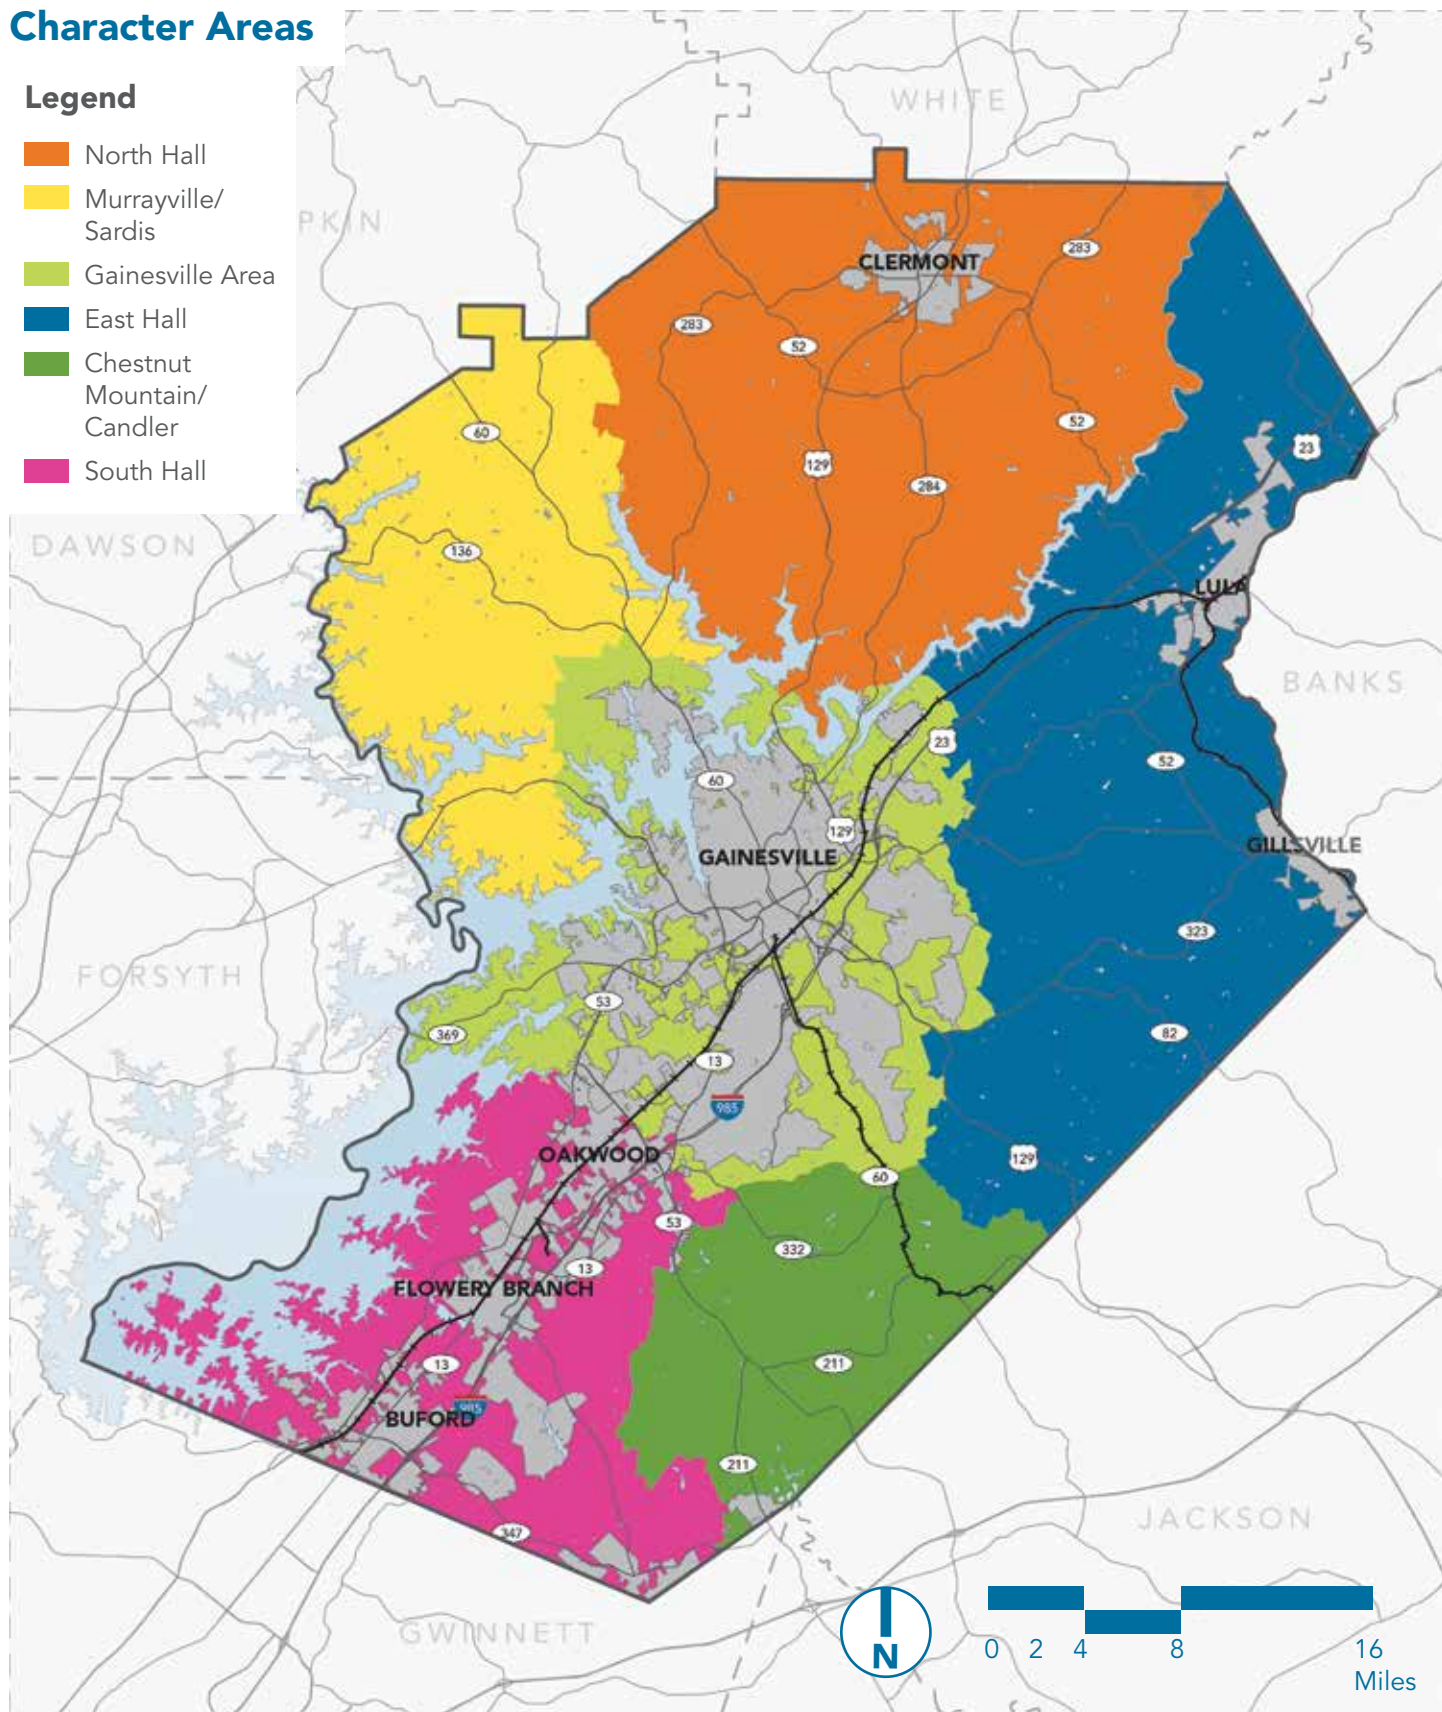 Character Areas
Legend
North Hall
Murrayville/
Sardis
Gainesville Area
East Hall
Chestnut
Mountain/
Candler
South Hall
WHITE
PKIN
283
CLERMONT
283
52
60
52
129
23
284
DAWSON
136
LULA
BANKS
23
52
60
129
GAINESVILLE
GILLSVILLE
323
FORSYTH
53
369
82
13
985
OAKWOOD
129
60
53
332
13
FLOWERY BRANCH
13
211
985
BUFORD
211
347
JACKSON
GWINNETT
N
0 2 4 8 16
Miles